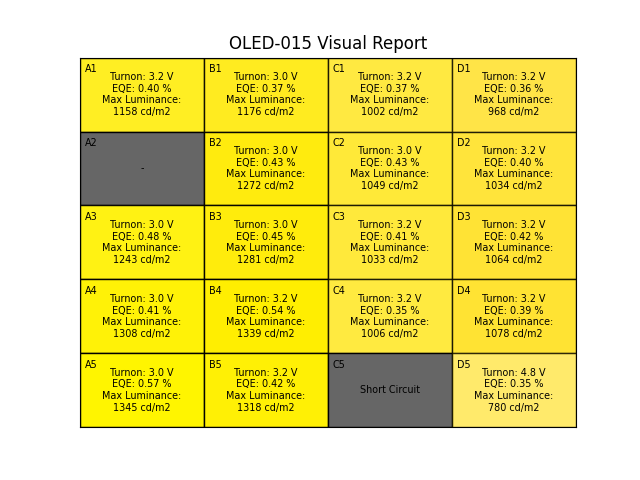 OLED-015 Visual Report
A1
Turnon: 3.2 V
EQE: 0.40 %
Max Luminance:
1158 cd/m2
B1
Turnon: 3.0 V
EQE: 0.37 %
Max Luminance:
1176 cd/m2
C1
Turnon: 3.2 V
EQE: 0.37 %
Max Luminance:
1002 cd/m2
D1
Turnon: 3.2 V
EQE: 0.36 %
Max Luminance:
968 cd/m2
A2
-
B2
Turnon: 3.0 V
EQE: 0.43 %
Max Luminance:
1272 cd/m2
C2
Turnon: 3.0 V
EQE: 0.43 %
Max Luminance:
1049 cd/m2
D2
Turnon: 3.2 V
EQE: 0.40 %
Max Luminance:
1034 cd/m2
A3
Turnon: 3.0 V
EQE: 0.48 %
Max Luminance:
1243 cd/m2
B3
Turnon: 3.0 V
EQE: 0.45 %
Max Luminance:
1281 cd/m2
C3
Turnon: 3.2 V
EQE: 0.41 %
Max Luminance:
1033 cd/m2
D3
Turnon: 3.2 V
EQE: 0.42 %
Max Luminance:
1064 cd/m2
A4
Turnon: 3.0 V
EQE: 0.41 %
Max Luminance:
1308 cd/m2
B4
Turnon: 3.2 V
EQE: 0.54 %
Max Luminance:
1339 cd/m2
C4
Turnon: 3.2 V
EQE: 0.35 %
Max Luminance:
1006 cd/m2
D4
Turnon: 3.2 V
EQE: 0.39 %
Max Luminance:
1078 cd/m2
A5
Turnon: 3.0 V
EQE: 0.57 %
Max Luminance:
1345 cd/m2
B5
Turnon: 3.2 V
EQE: 0.42 %
Max Luminance:
1318 cd/m2
C5
Short Circuit
D5
Turnon: 4.8 V
EQE: 0.35 %
Max Luminance:
780 cd/m2